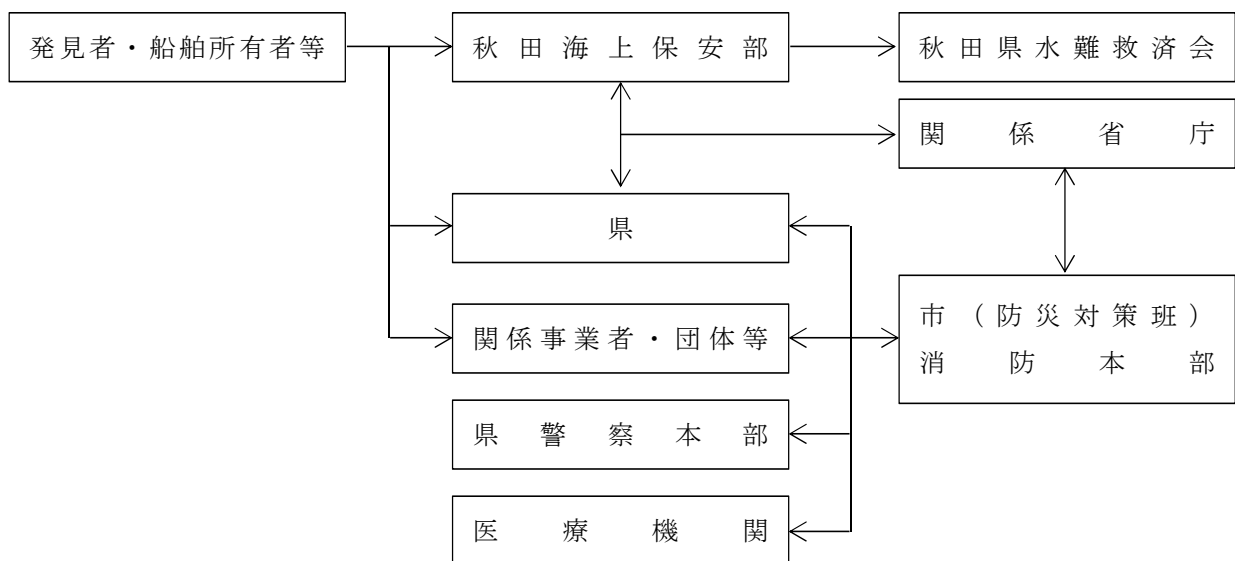 発見者・船舶所有者等
秋田海上保安部
秋田県水難救済会
関係省庁
県
関係事業者・団体等
市（防災対策班）
消防本部
県警察本部
医療機関